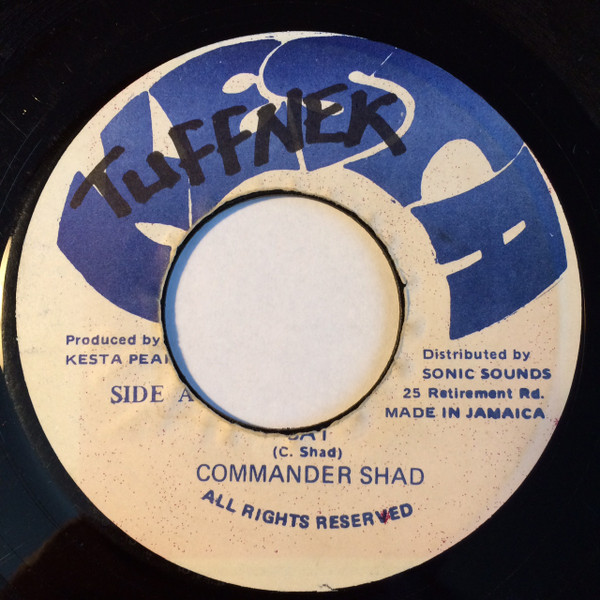 TUFFNEK
Produced by
KESTA
SIDE A
Distributed by
SONIC SOUNDS
25 Retirement Rd.
MADE IN JAMAICA
(C. Shad)
COMMANDER SHAD
ALL RIGHTS RESERVED